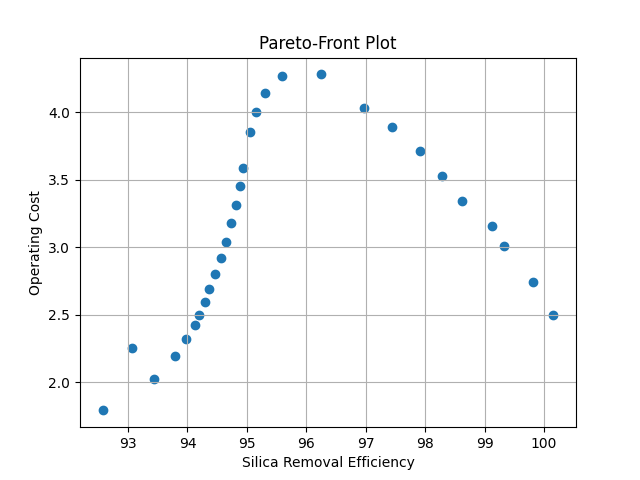 Pareto-Front Plot
4.0
3.5
3.0
2.5
2.0
Operating Cost
93 94 95 96 97 98 99 100
Silica Removal Efficiency